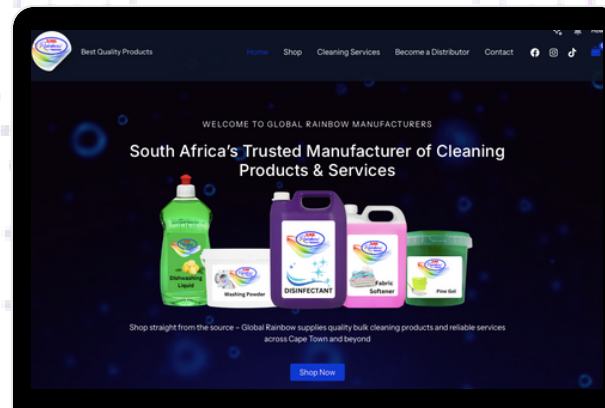 Best Quality Products
Home Shop Cleaning Services Become a Distributor Contact
WELCOME TO GLOBAL RAINBOW MANUFACTURERS
South Africa's Trusted Manufacturer of Cleaning
Products & Services
Dishwashing
Liquid
Washing Powder
DISINFECTANT
Fabric
Softener
Pine Gel
Rainbow
Shop straight from the source – Global Rainbow supplies quality bulk cleaning products and reliable services
across Cape Town and beyond
Shop Now